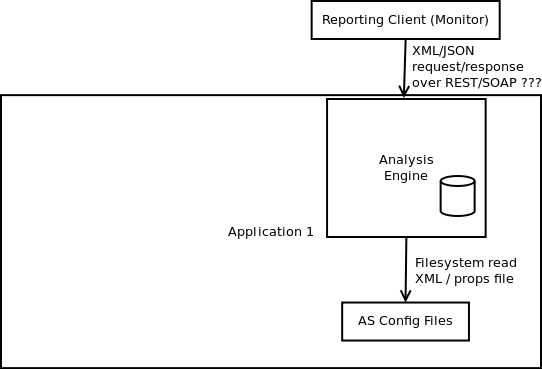 Reporting Client (Monitor)
XML/JSON
request/response
over REST/SOAP ???
Analysis
Engine
Application 1
Filesystem read
XML / props file
AS Config Files